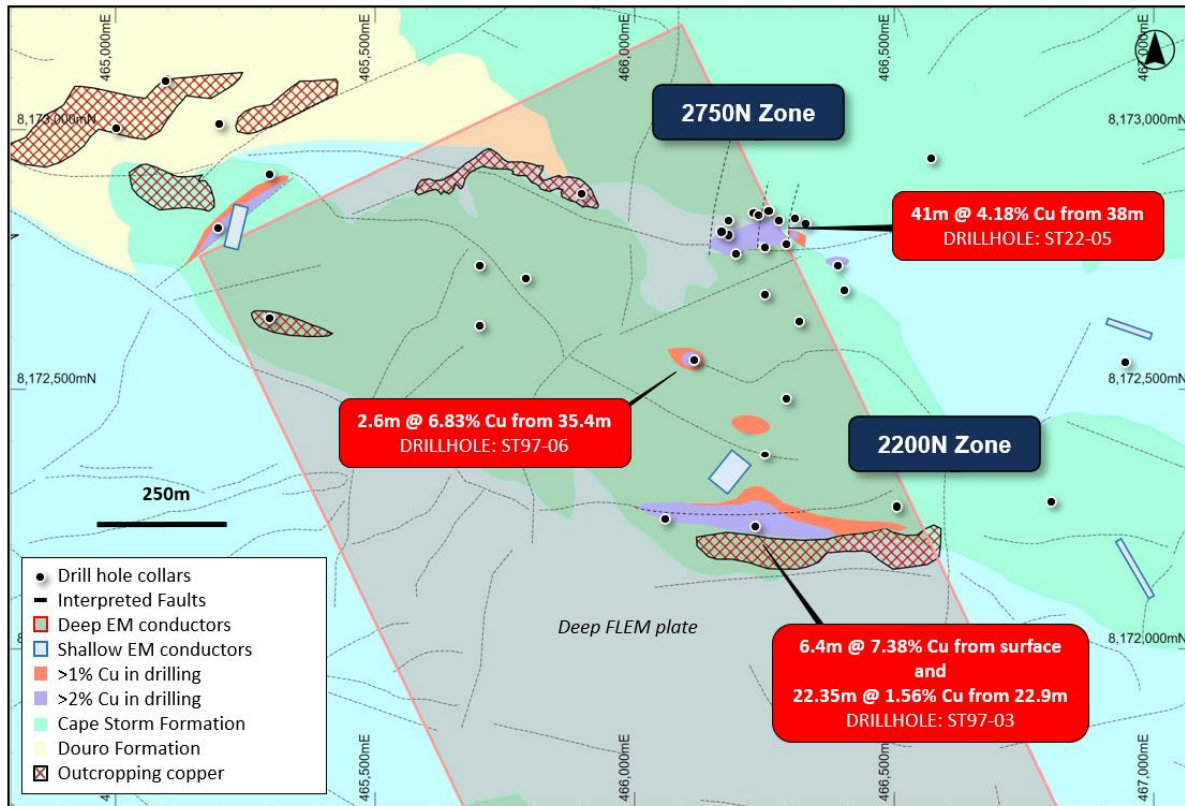 465,000mE
465,500mE
466,000mE
466,500mE
467,000mE
2750N Zone
8,173,000mN
8,173,000mN
41m @ 4.18% Cu from 38m
DRILLHOLE: ST22-05
8,172,500mN
8,172,500mN
2.6m @ 6.83% Cu from 35.4m
DRILLHOLE: ST97-06
2200N Zone
250m
Drill hole collars
Interpreted Faults
Deep EM conductors
Shallow EM conductors
>1% Cu in drilling
>2% Cu in drilling
Cape Storm Formation
Douro Formation
Outcropping copper
Deep FLEM plate
6.4m @ 7.38% Cu from surface
and
22.35m @ 1.56% Cu from 22.9m
DRILLHOLE: ST97-03
8,172,000mN
465,500mE
466,000mE
466,500mE
467,000mE